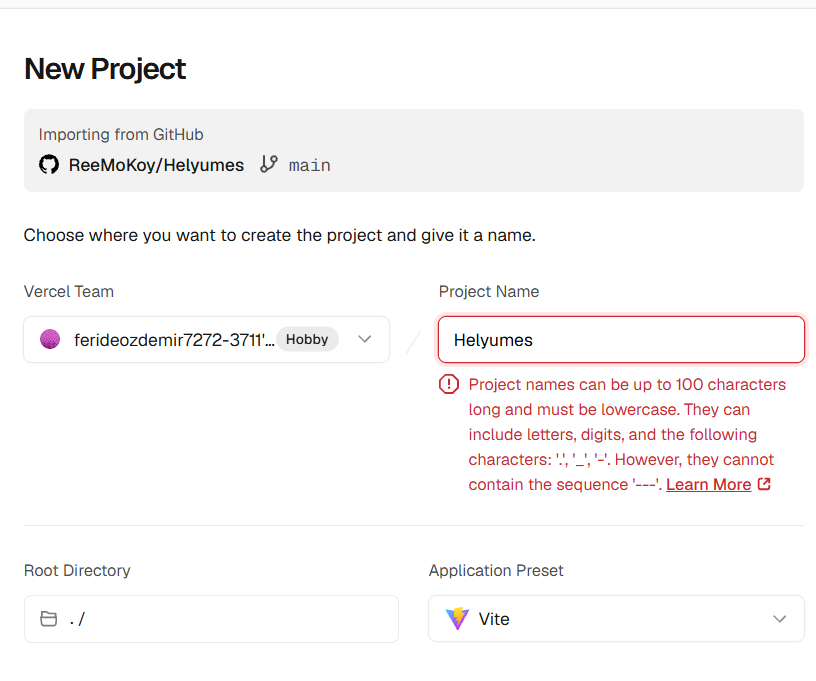 New Project
Importing from GitHub
ReeMoKoy/Helyumes main
Choose where you want to create the project and give it a name.
Vercel Team
Project Name
ferideozdemir7272-3711'... Hobby
Helyumes
Project names can be up to 100 characters
long and must be lowercase. They can
include letters, digits, and the following
characters: '.', '_', '-'. However, they cannot
contain the sequence '---'. Learn More
Root Directory
Application Preset
./
Vite